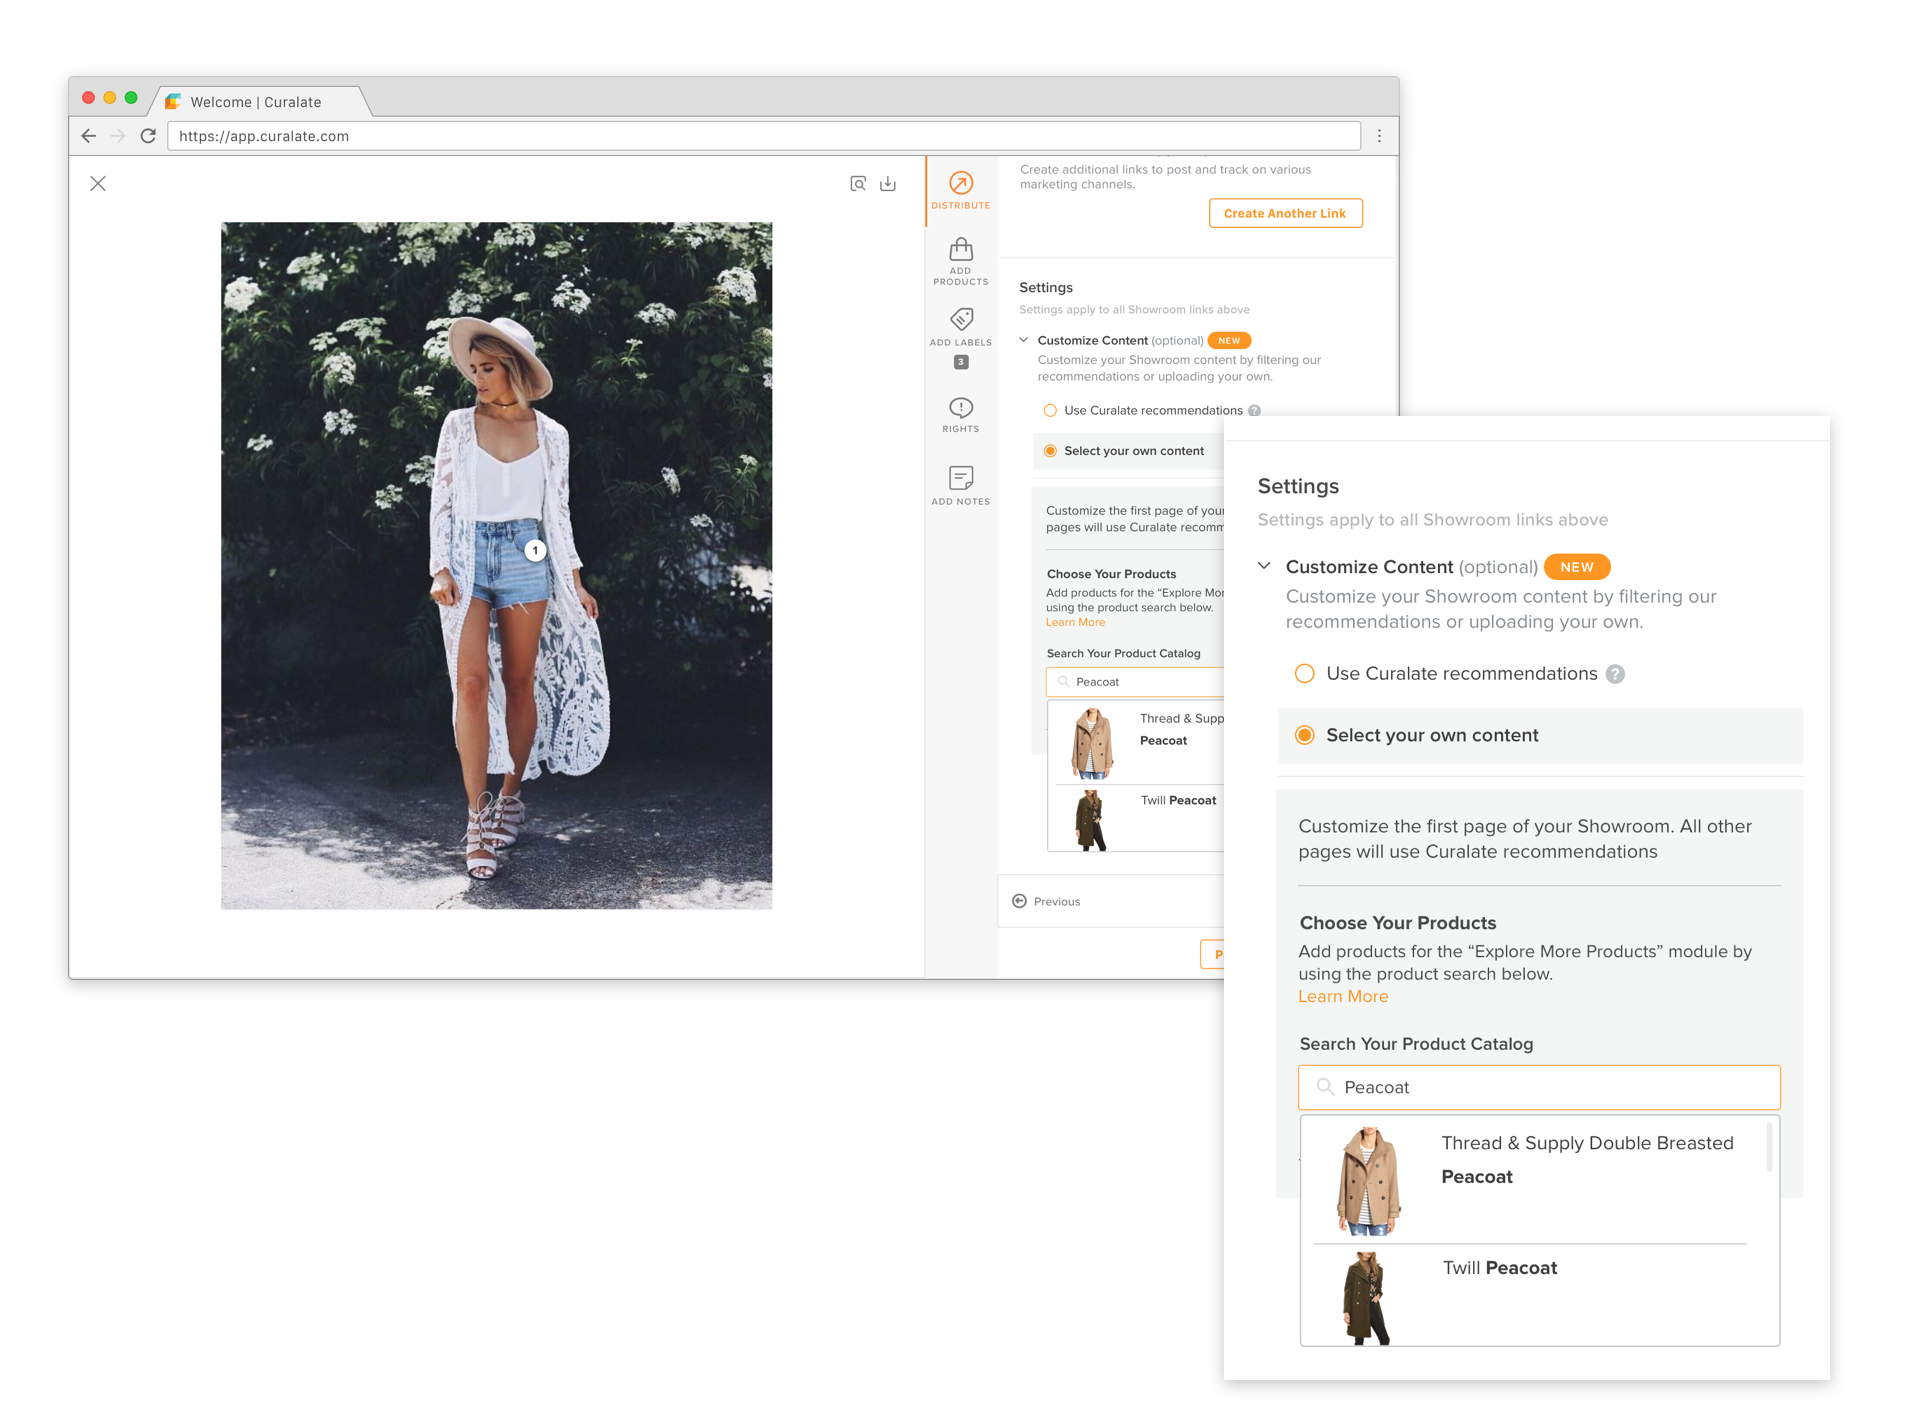 Welcome | Curalate
https://app.curalate.com
DISTRIBUTE
ADD
PRODUCTS
ADD LABELS
3
RIGHTS
ADD NOTES
1
Create additional links to post and track on various
marketing channels.
Create Another Link
Settings
Settings apply to all Showroom links above
Customize Content (optional) NEW
Customize your Showroom content by filtering our
recommendations or uploading your own.
Use Curalate recommendations ?
Select your own content
Customize the first page of your
pages will use Curalate recomm
Choose Your Products
Add products for the “Explore Mor
using the product search below.
Learn More
Search Your Product Catalog
Peacoat
Thread & Supp
Peacoat
Twill Peacoat
Previous
P
Settings
Settings apply to all Showroom links above
Customize Content (optional) NEW
Customize your Showroom content by filtering our
recommendations or uploading your own.
Use Curalate recommendations ?
Select your own content
Customize the first page of your Showroom. All other
pages will use Curalate recommendations
Choose Your Products
Add products for the “Explore More Products” module by
using the product search below.
Learn More
Search Your Product Catalog
Peacoat
Thread & Supply Double Breasted
Peacoat
Twill Peacoat